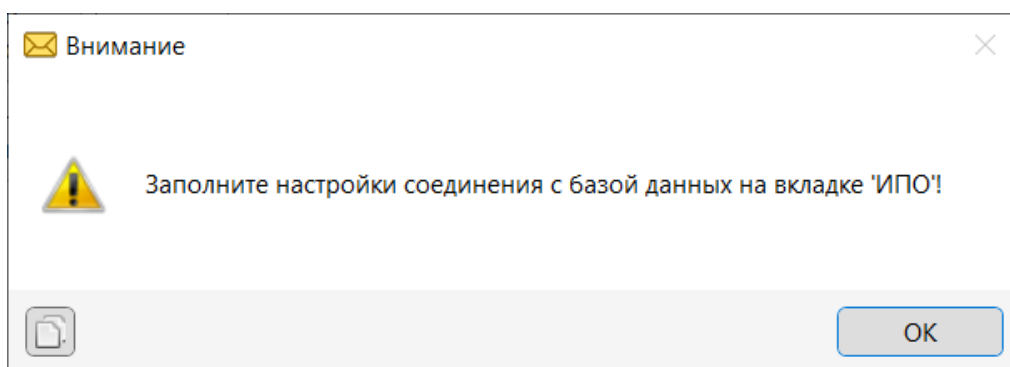 Внимание
Заполните настройки соединения с базой данных на вкладке 'ИПО'!
OK